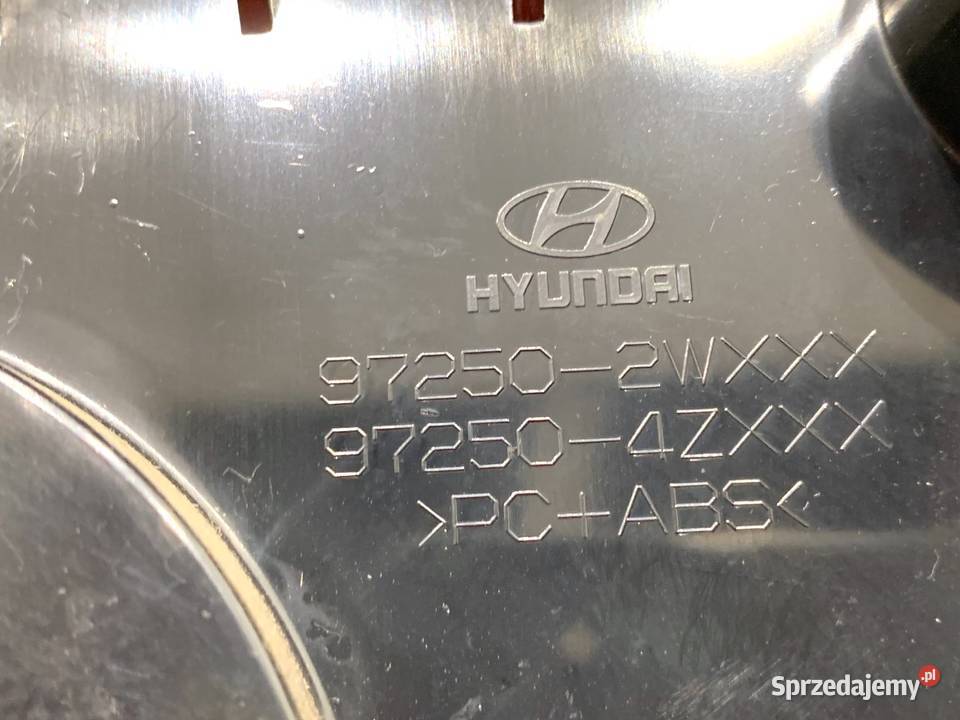 HYUNDAI
97250-2WXXX
97250-4ZXXX
>PC+ABS<
Sprzedajemy.pl